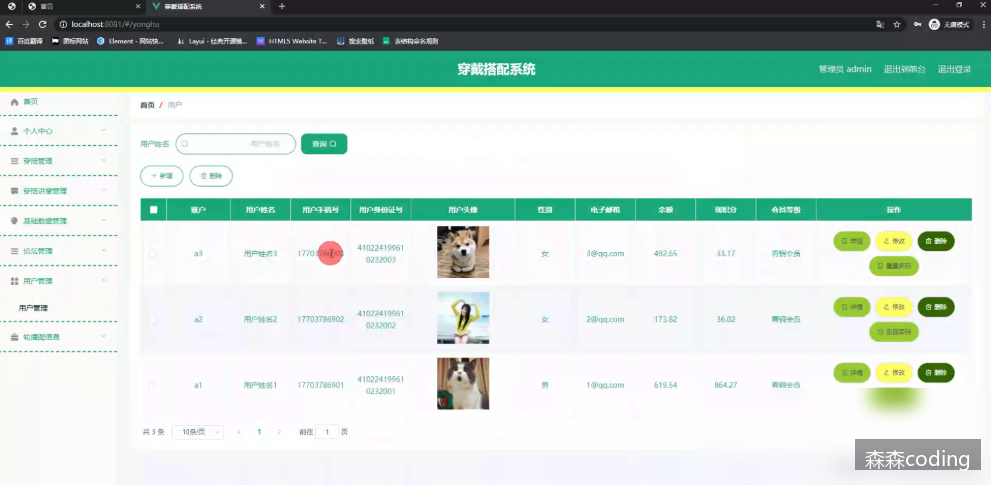 首页
穿戴搭配系统
localhost:8081/#/yonghu
无痕模式
百度翻译
图标网站
Element - 网站快...
Layui - 经典开源模...
HTML5 Website T...
壁纸
表结构命名规则
穿戴搭配系统
管理员 admin
退出到前台
退出登录
首页
个人中心
穿搭管理
基础数据管理
论坛管理
用户管理
用户管理
轮播图信息
首页 / 用户
用户姓名
用户姓名
查询
+ 新增
删除
账户 用户姓名 用户手机号 用户身份证号 用户头像 性别 电子邮箱 余额 现积分 会员等级 操作
a3 用户姓名3 17703786903 410224199610232003 女 3@qq.com 492.65 33.17 青铜会员 详情 修改 删除
重置密码
a2 用户姓名2 17703786902 410224199610232002 女 2@qq.com 173.82 36.02 青铜会员 详情 修改 删除
重置密码
a1 用户姓名1 17703786901 410224199610232001 男 1@qq.com 619.54 864.27 青铜会员 详情 修改 删除
共 3 条 10条/页 1 前往 1 页
森森coding